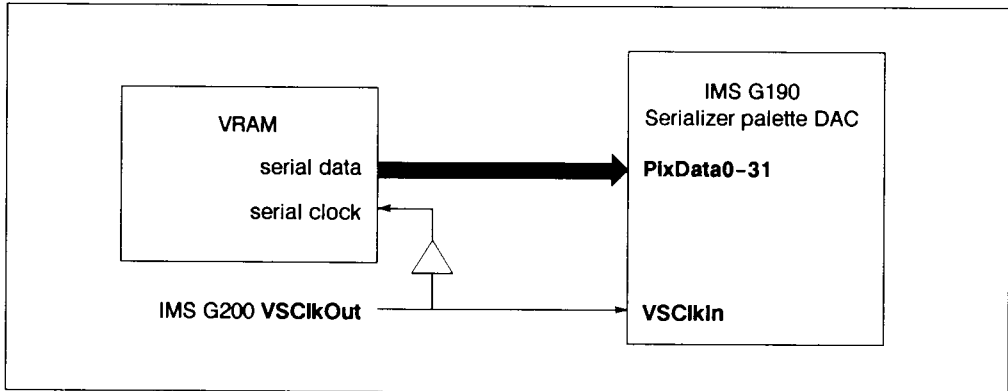 VRAM
serial data
serial clock
IMS G200 VSClkOut
IMS G190
Serializer palette DAC
PixData0-31
VSClkIn